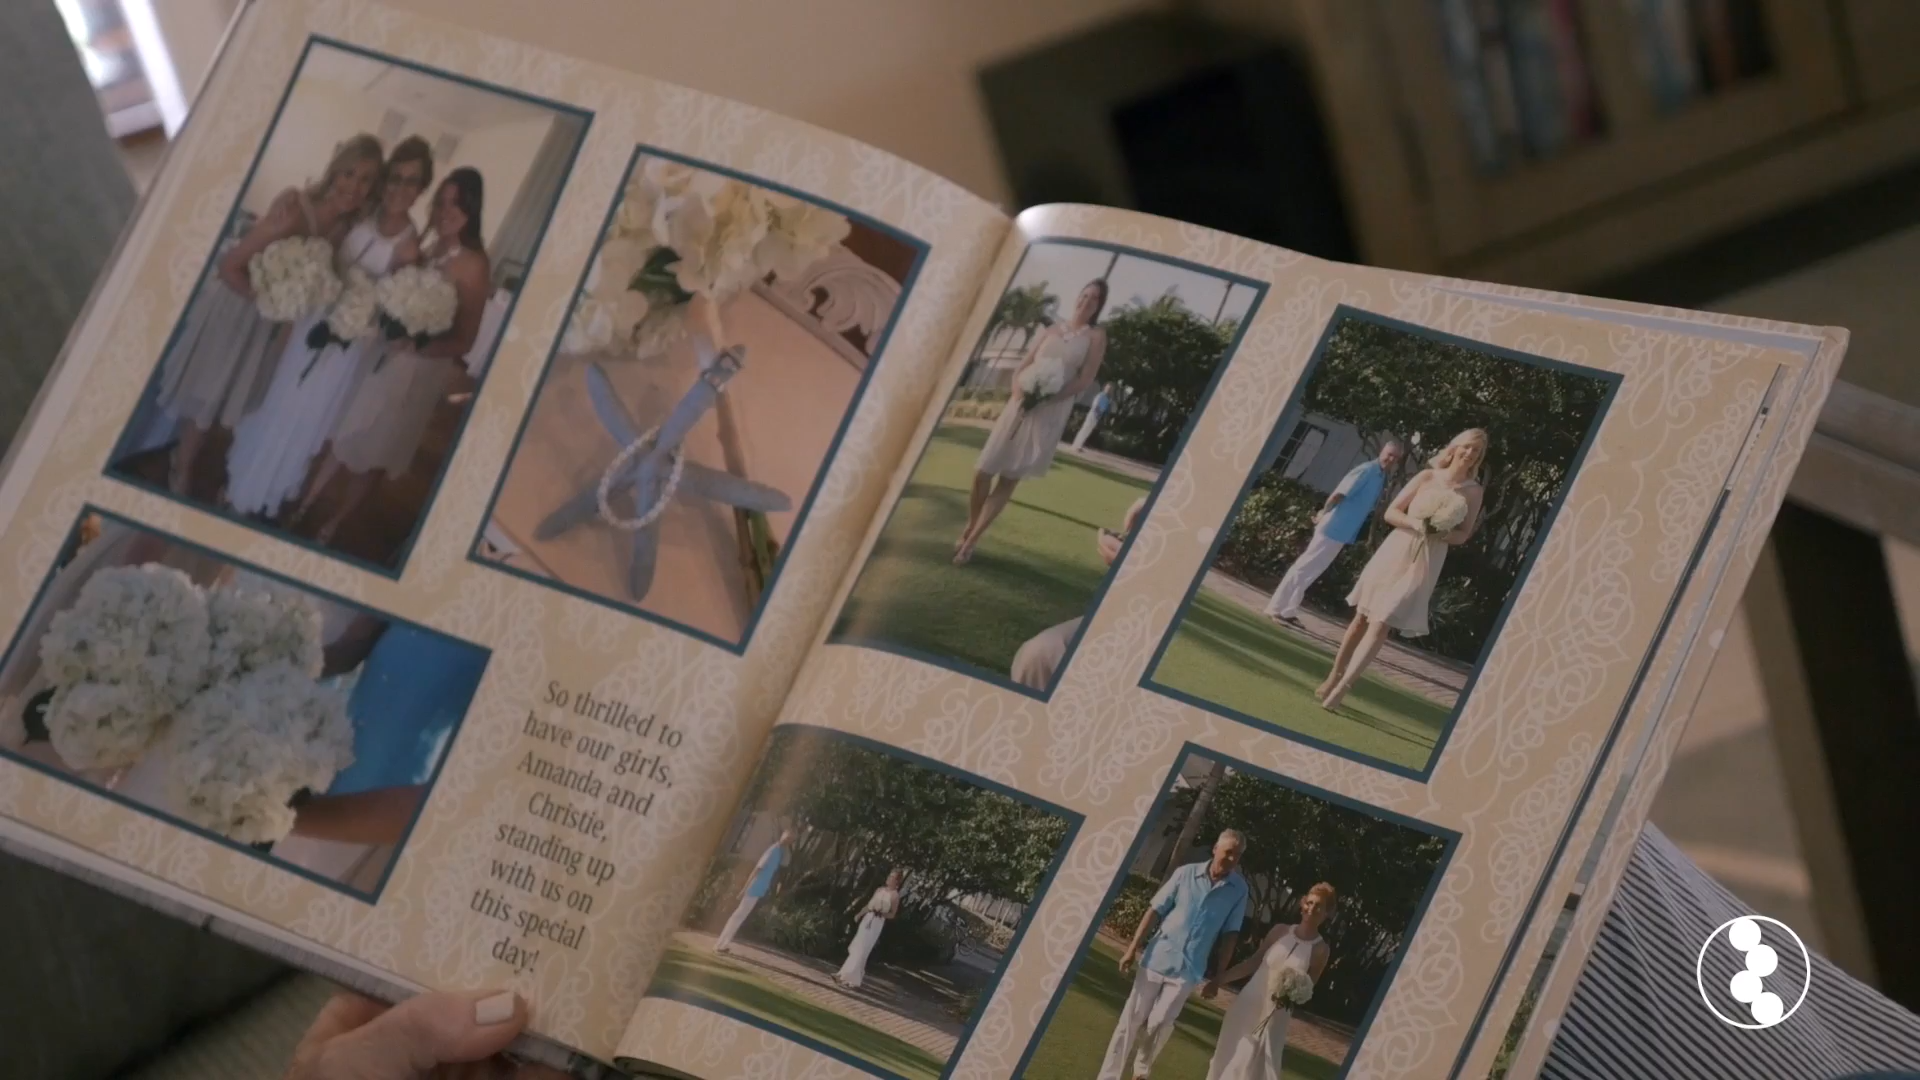 So thrilled to
have our girls,
Amanda and
Christie,
standing up
with us on
this special
day!